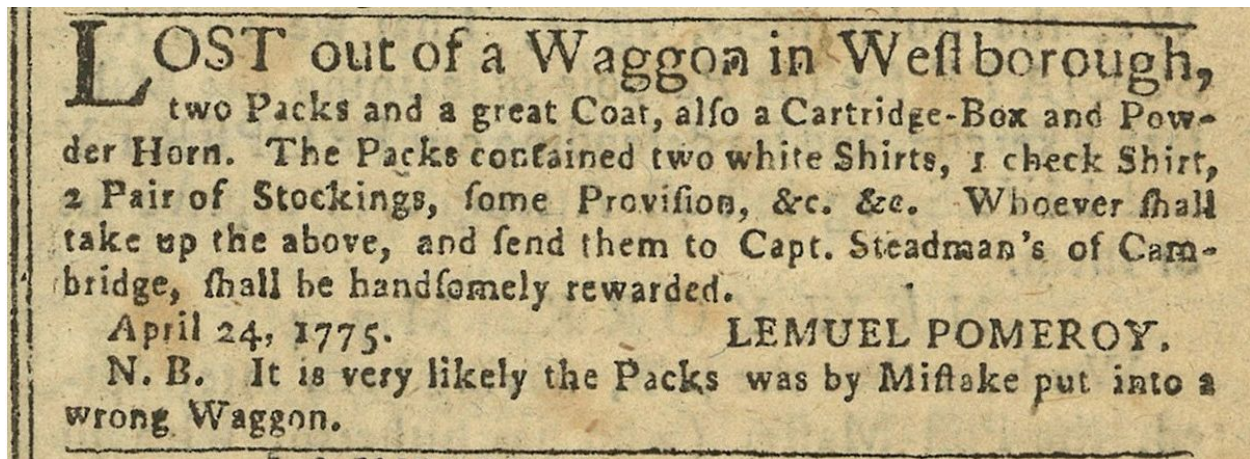 LOST out of a Waggon in Weſtborough,
two Packs and a great Coat, alſo a Cartridge-Box and Pow-
der Horn. The Packs contained two white Shirts, 1 check Shirt,
2 Pair of Stockings, ſome Proviſion, &c. &c. Whoever ſhall
take up the above, and ſend them to Capt. Steadman's of Cam-
bridge, ſhall be handſomely rewarded.
April 24, 1775. LEMUEL POMEROY.
N. B. It is very likely the Packs was by Miſtake put into a
wrong Waggon.